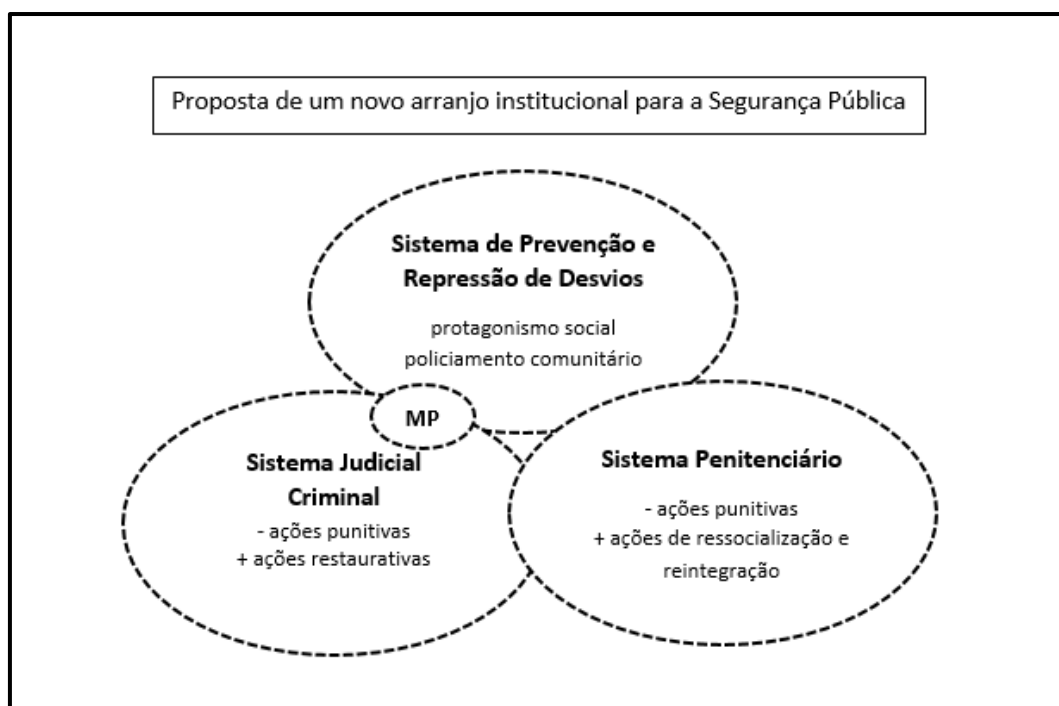 Proposta de um novo arranjo institucional para a Segurança Pública
Sistema de Prevenção e
Repressão de Desvios
protagonismo social
policiamento comunitário
MP
Sistema Judicial
Criminal
- ações punitivas
+ ações restaurativas
Sistema Penitenciário
- ações punitivas
+ ações de ressocialização e
reintegração